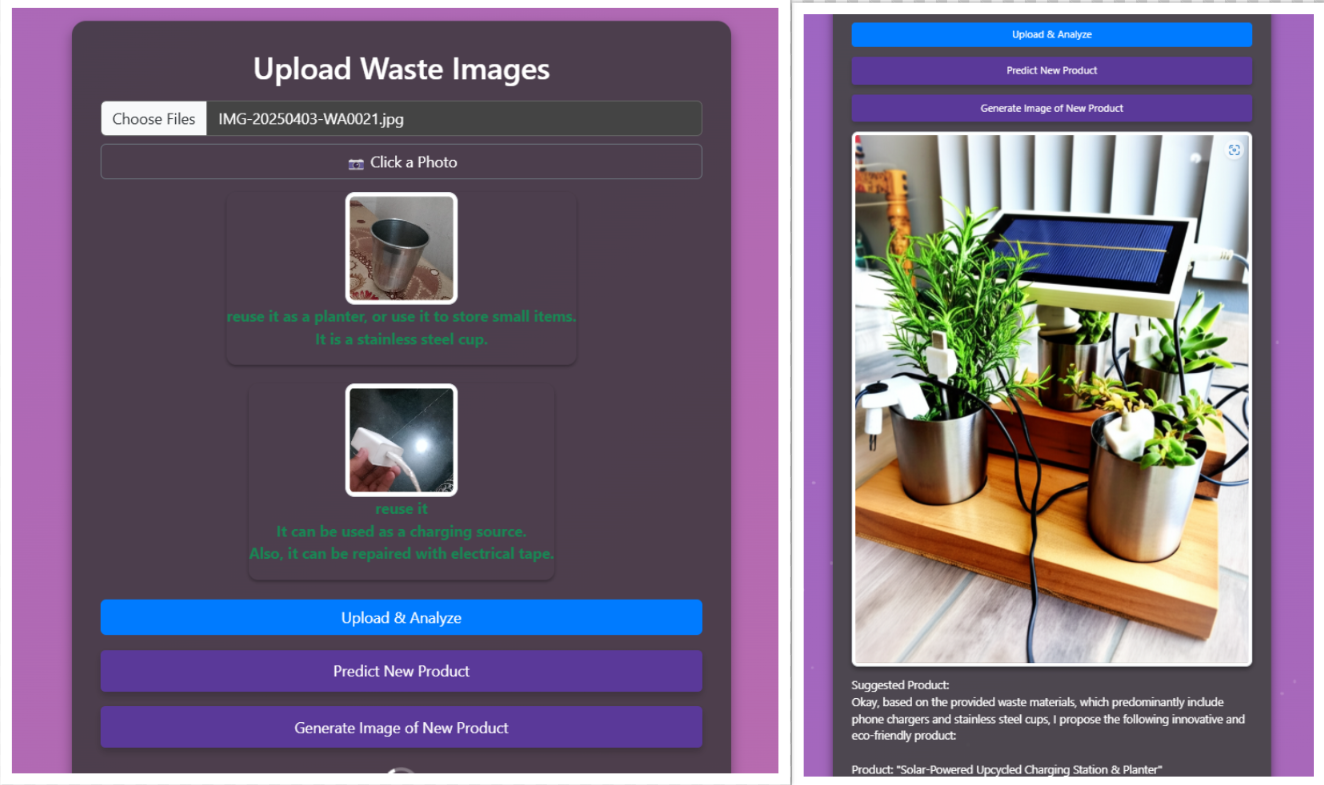 Upload Waste Images
Choose Files IMG-20250403-WA0021.jpg
📷 Click a Photo
reuse it as a planter, or use it to store small items.
It is a stainless steel cup.
reuse it
It can be used as a charging source.
Also, it can be repaired with electrical tape.
Upload & Analyze
Predict New Product
Generate Image of New Product
Upload & Analyze
Predict New Product
Generate Image of New Product
Suggested Product:
Okay, based on the provided waste materials, which predominantly include
phone chargers and stainless steel cups, I propose the following innovative and
eco-friendly product:
Product: "Solar-Powered Upcycled Charging Station & Planter"